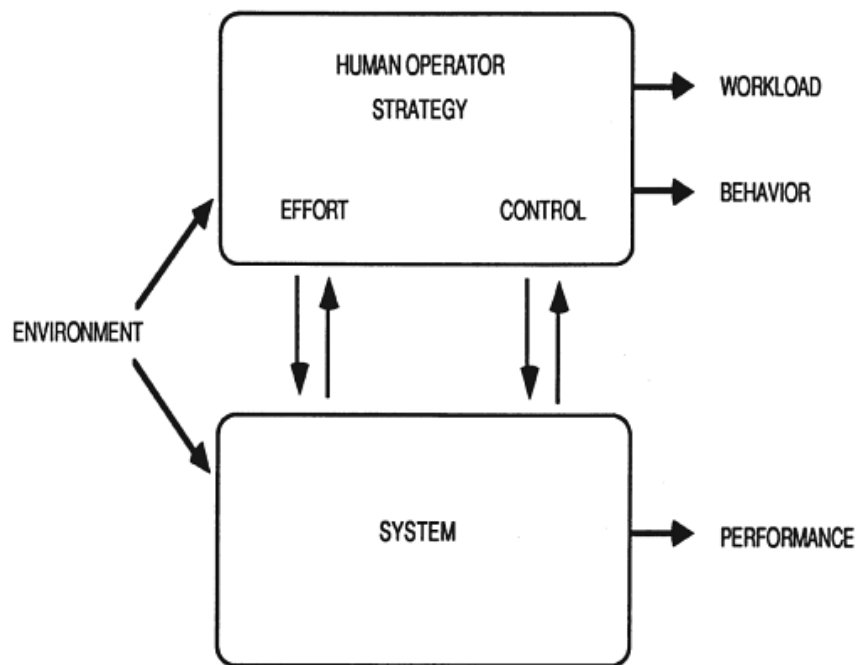 HUMAN OPERATOR
STRATEGY
WORKLOAD
BEHAVIOR
EFFORT
CONTROL
ENVIRONMENT
SYSTEM
PERFORMANCE